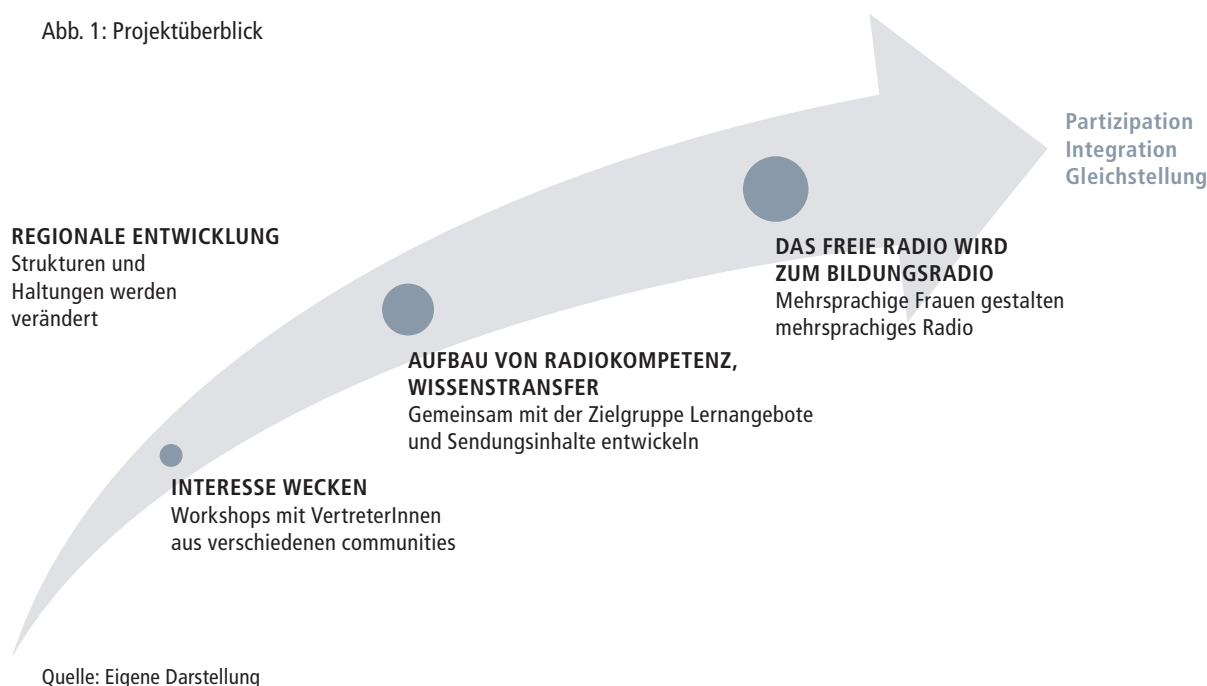 Abb. 1: Projektüberblick
Partizipation
Integration
Gleichstellung
REGIONALE ENTWICKLUNG
Strukturen und
Haltungen werden
verändert
DAS FREIE RADIO WIRD
ZUM BILDUNGSRADIO
Mehrsprachige Frauen gestalten
mehrsprachiges Radio
AUFBAU VON RADIOKOMPETENZ,
WISSENSTRANSFER
Gemeinsam mit der Zielgruppe Lernangebote
und Sendungsinhalte entwickeln
INTERESSE WECKEN
Workshops mit VertreterInnen
aus verschiedenen communities
Quelle: Eigene Darstellung